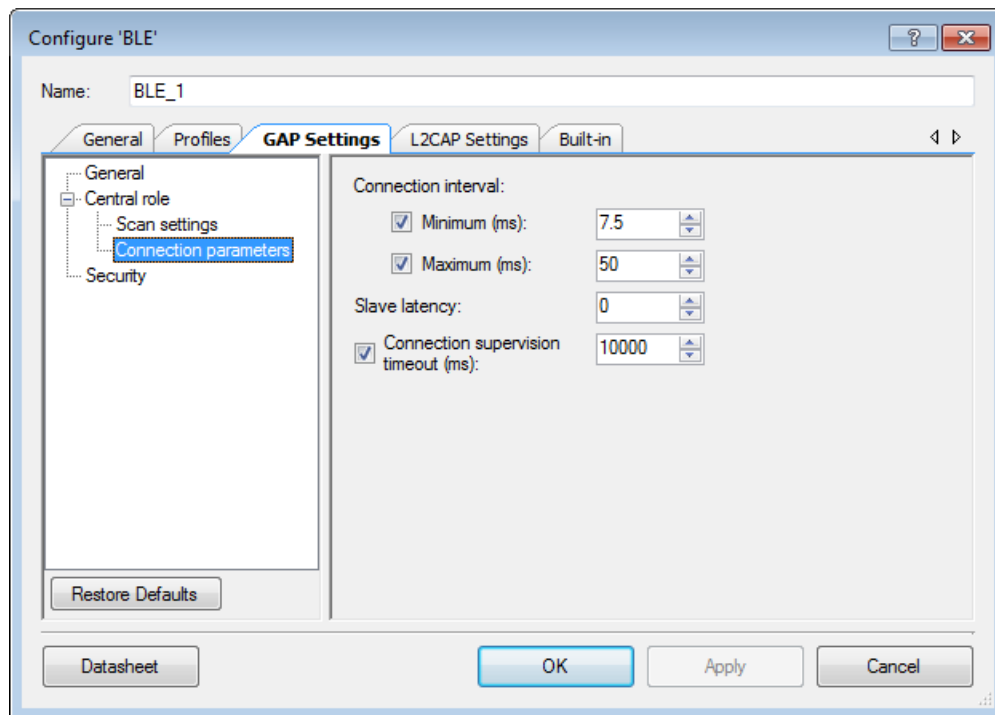 Configure 'BLE'
Name: BLE_1
General Profiles GAP Settings L2CAP Settings Built-in
General
Central role
Scan settings
Connection parameters
Security
Restore Defaults
Connection interval:
Minimum (ms): 7.5
Maximum (ms): 50
Slave latency: 0
Connection supervision
timeout (ms): 10000
Datasheet OK Apply Cancel